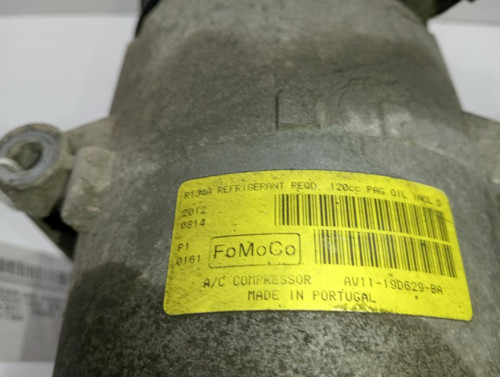 R134A REFRIGERANT REQD. 120cc PAG OIL INCL D
2012
0814
P1
0161
FoMoCo
A/C COMPRESSOR AV11-19D629-BA
MADE IN PORTUGAL